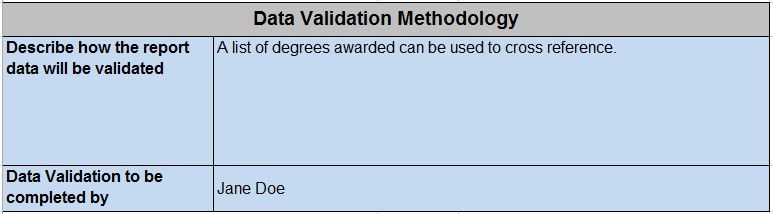 Data Validation Methodology
Describe how the report
data will be validated
A list of degrees awarded can be used to cross reference.
Data Validation to be
completed by
Jane Doe